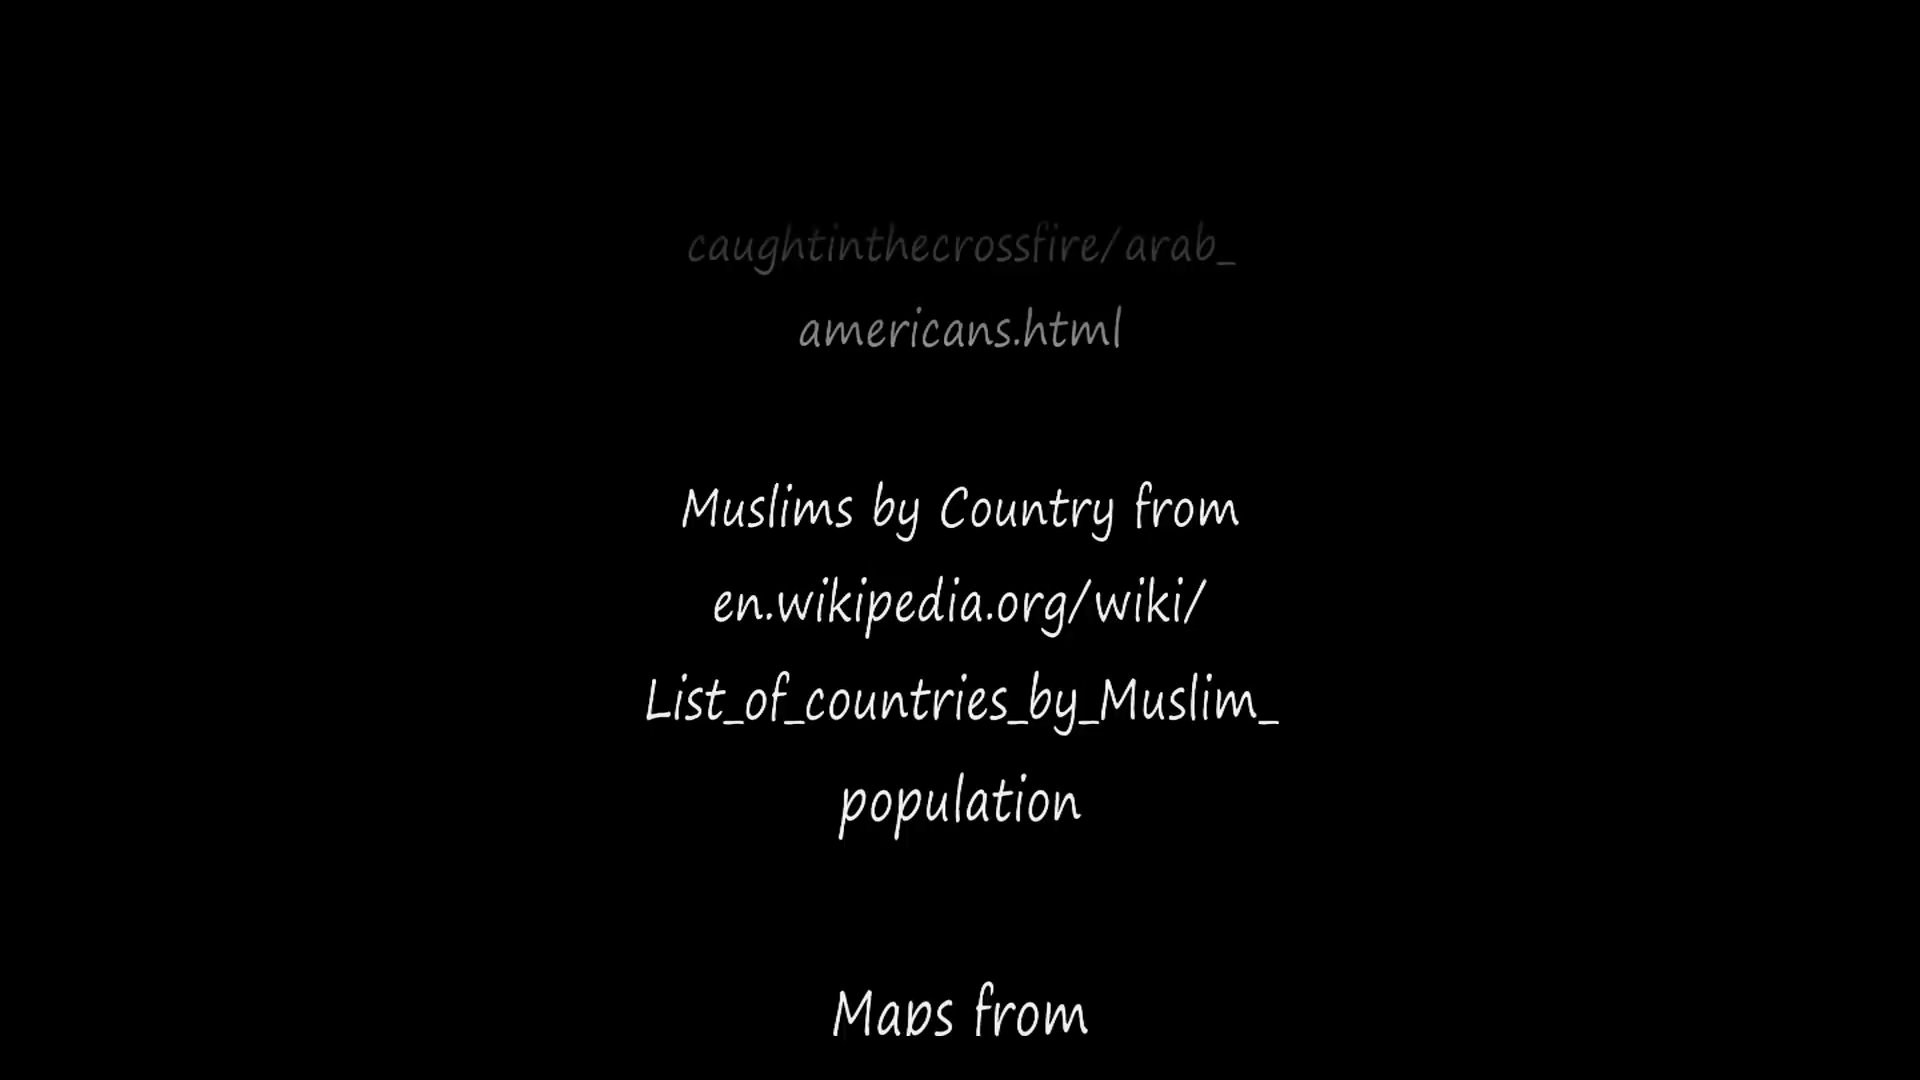 caughtinthecrossfire/arab_
americans.html
Muslims by Country from
en.wikipedia.org/wiki/
List_of_countries_by_Muslim_
population
Maps from